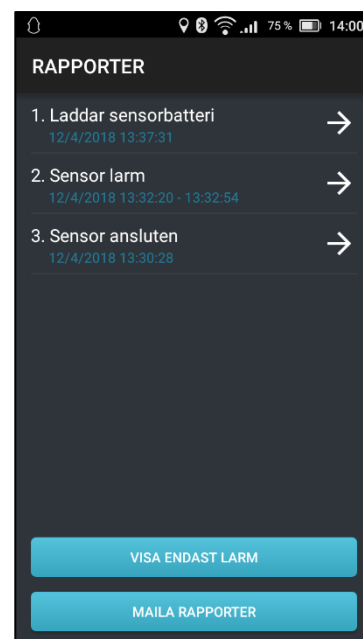 75 % 14:00
RAPPORTER
1. Laddar sensorbatteri
12/4/2018 13:37:31
2. Sensor larm
12/4/2018 13:32:20 - 13:32:54
3. Sensor ansluten
12/4/2018 13:30:28
VISA ENDAST LARM
MAILA RAPPORTER